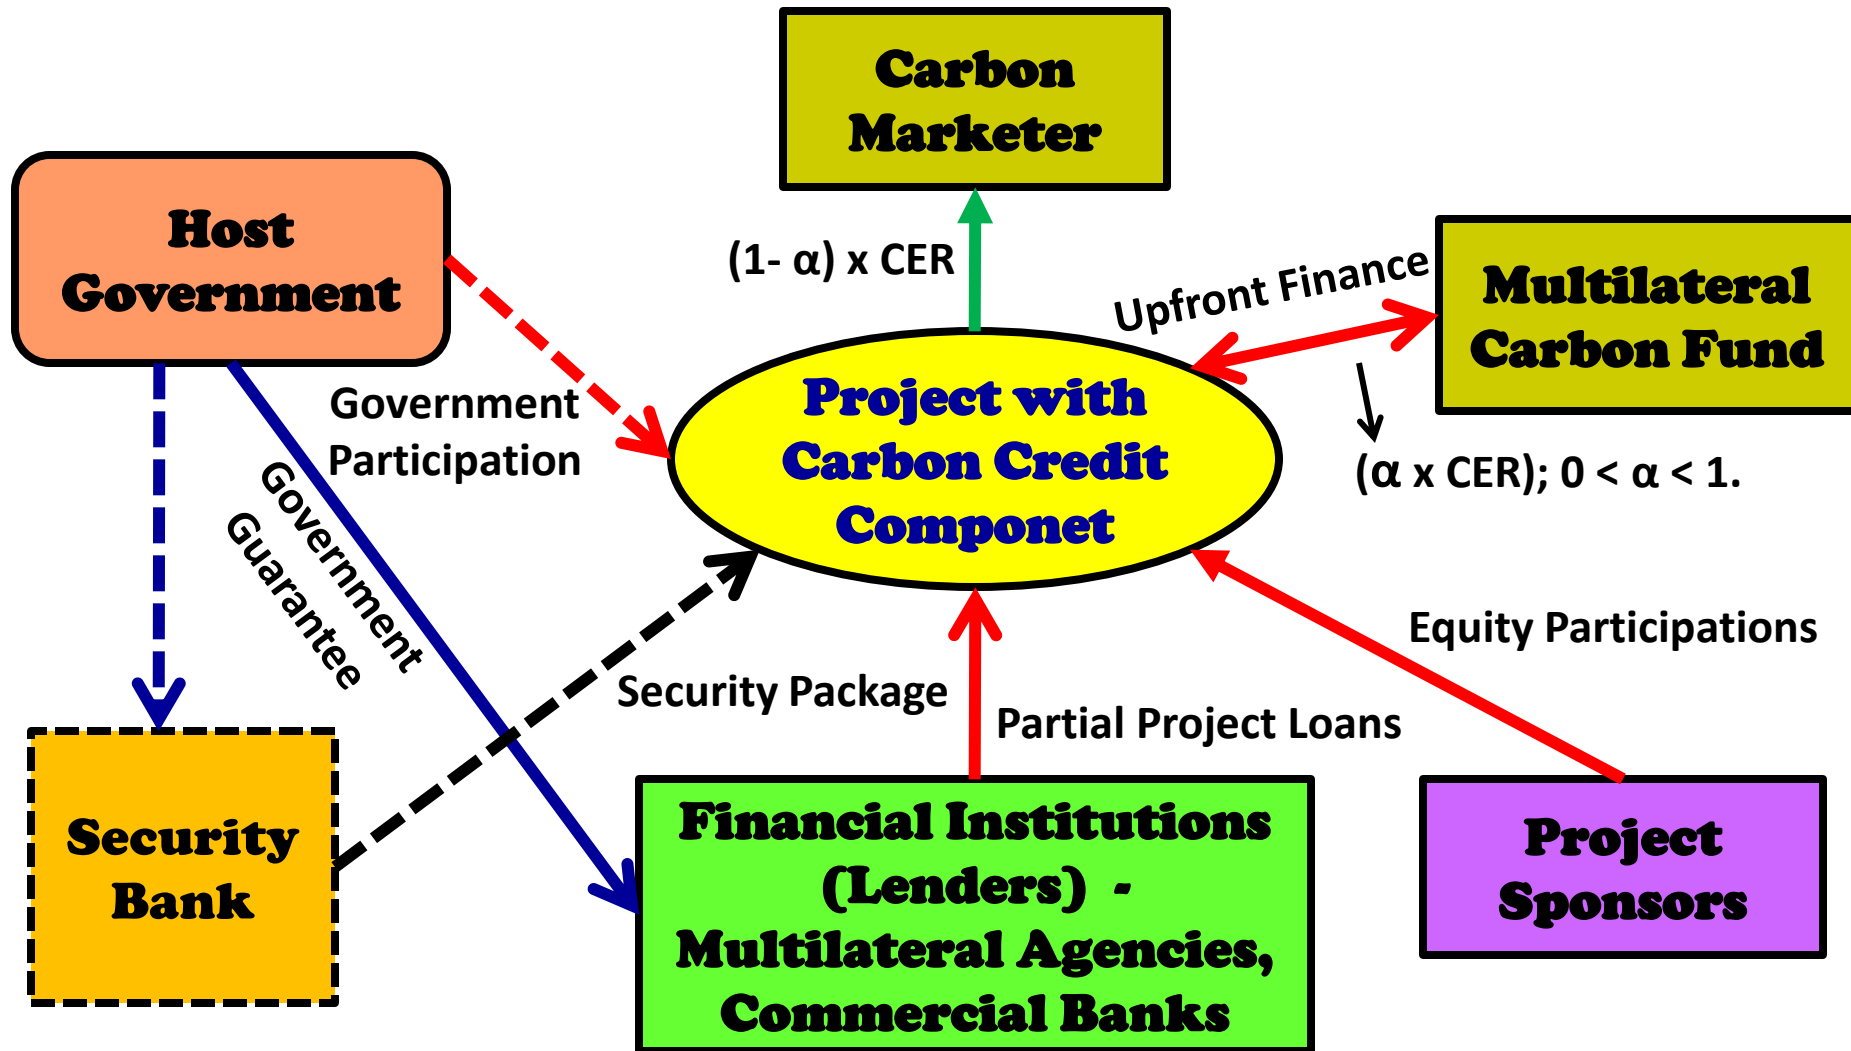 Carbon
Marketer
Host
Government
(1- α) x CER
Upfront Finance
Multilateral
Carbon Fund
Government
Participation
Project with
Carbon Credit
Componet
(α x CER); 0 < α < 1.
Government
Guarantee
Equity Participations
Security Package
Partial Project Loans
Security
Bank
Financial Institutions
(Lenders) -
Multilateral Agencies,
Commercial Banks
Project
Sponsors